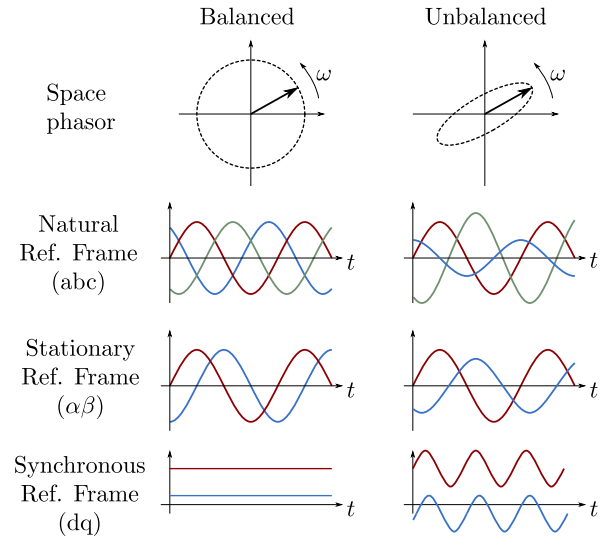 Balanced
Unbalanced
Space
phasor
ω
ω
Natural
Ref. Frame
(abc)
t
t
Stationary
Ref. Frame
(αβ)
t
t
Synchronous
Ref. Frame
(dq)
t
t